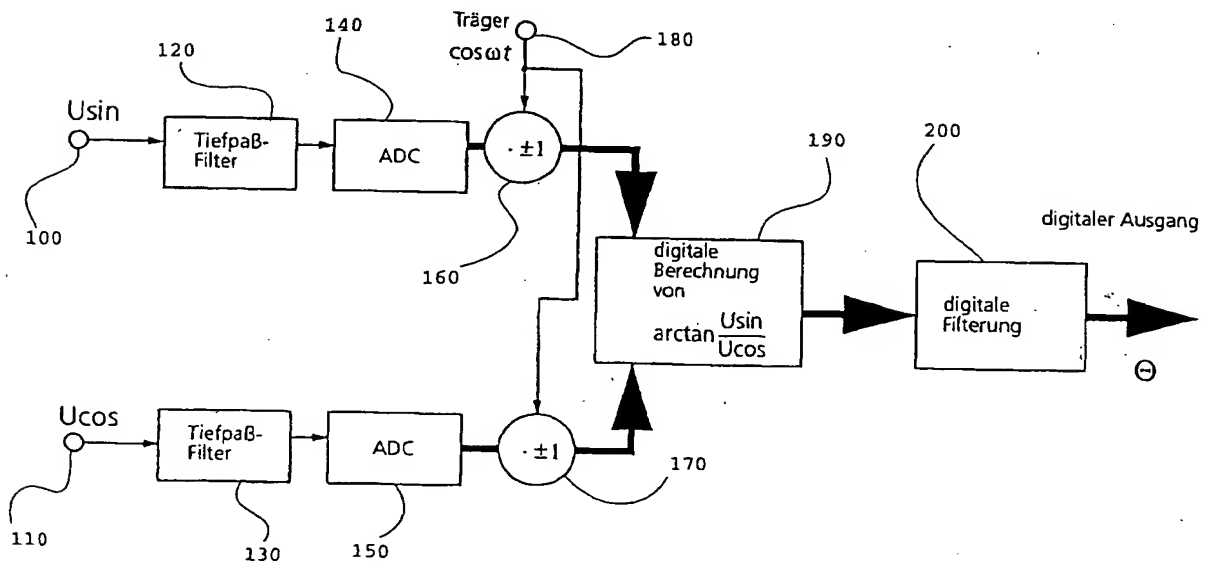 140
Träger
cosωt
180
120
Usin
Tiefpaß-
Filter
ADC
· ±1
190
200
100
160
digitaler Ausgang
digitale
Berechnung
von
arctan Usin
Ucos
digitale
Filterung
Θ
Ucos
Tiefpaß-
Filter
ADC
· ±1
170
110
130
150